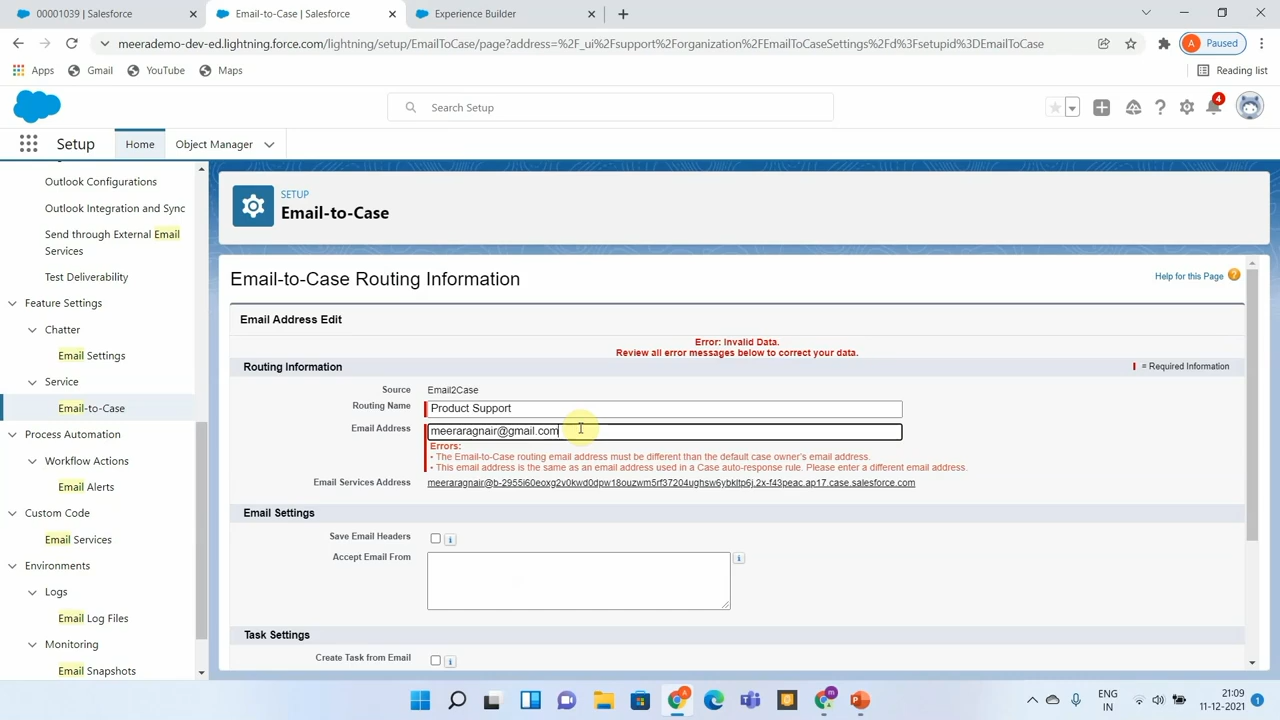 00001039 | Salesforce
Email-to-Case | Salesforce
Experience Builder
meerademo-dev-ed.lightning.force.com/lightning/setup/EmailToCase/page?address=%2F_ui%2Fsupport%2Forganization%2FEmailToCaseSettings%2Fd%3Fsetupid%3DEmailToCase
A Paused
Apps Gmail YouTube Maps Reading list
Search Setup
4
Setup Home Object Manager
Outlook Configurations
Outlook Integration and Sync
Send through External Email
Services
Test Deliverability
Feature Settings
Chatter
Email Settings
Service
Email-to-Case
Process Automation
Workflow Actions
Email Alerts
Custom Code
Email Services
Environments
Logs
Email Log Files
Monitoring
Email Snapshots
SETUP
Email-to-Case
Email-to-Case Routing Information
Help for this Page ?
Email Address Edit
Error: Invalid Data.
Review all error messages below to correct your data.
Routing Information
= Required Information
Source Email2Case
Routing Name Product Support
Email Address meeraragnair@gmail.com
Errors:
• The Email-to-Case routing email address must be different than the default case owner's email address.
• This email address is the same as an email address used in a Case auto-response rule. Please enter a different email address.
Email Services Address
Email Settings
Save Email Headers
Accept Email From
Task Settings
Create Task from Email
ENG
IN
21:09
11-12-2021
1